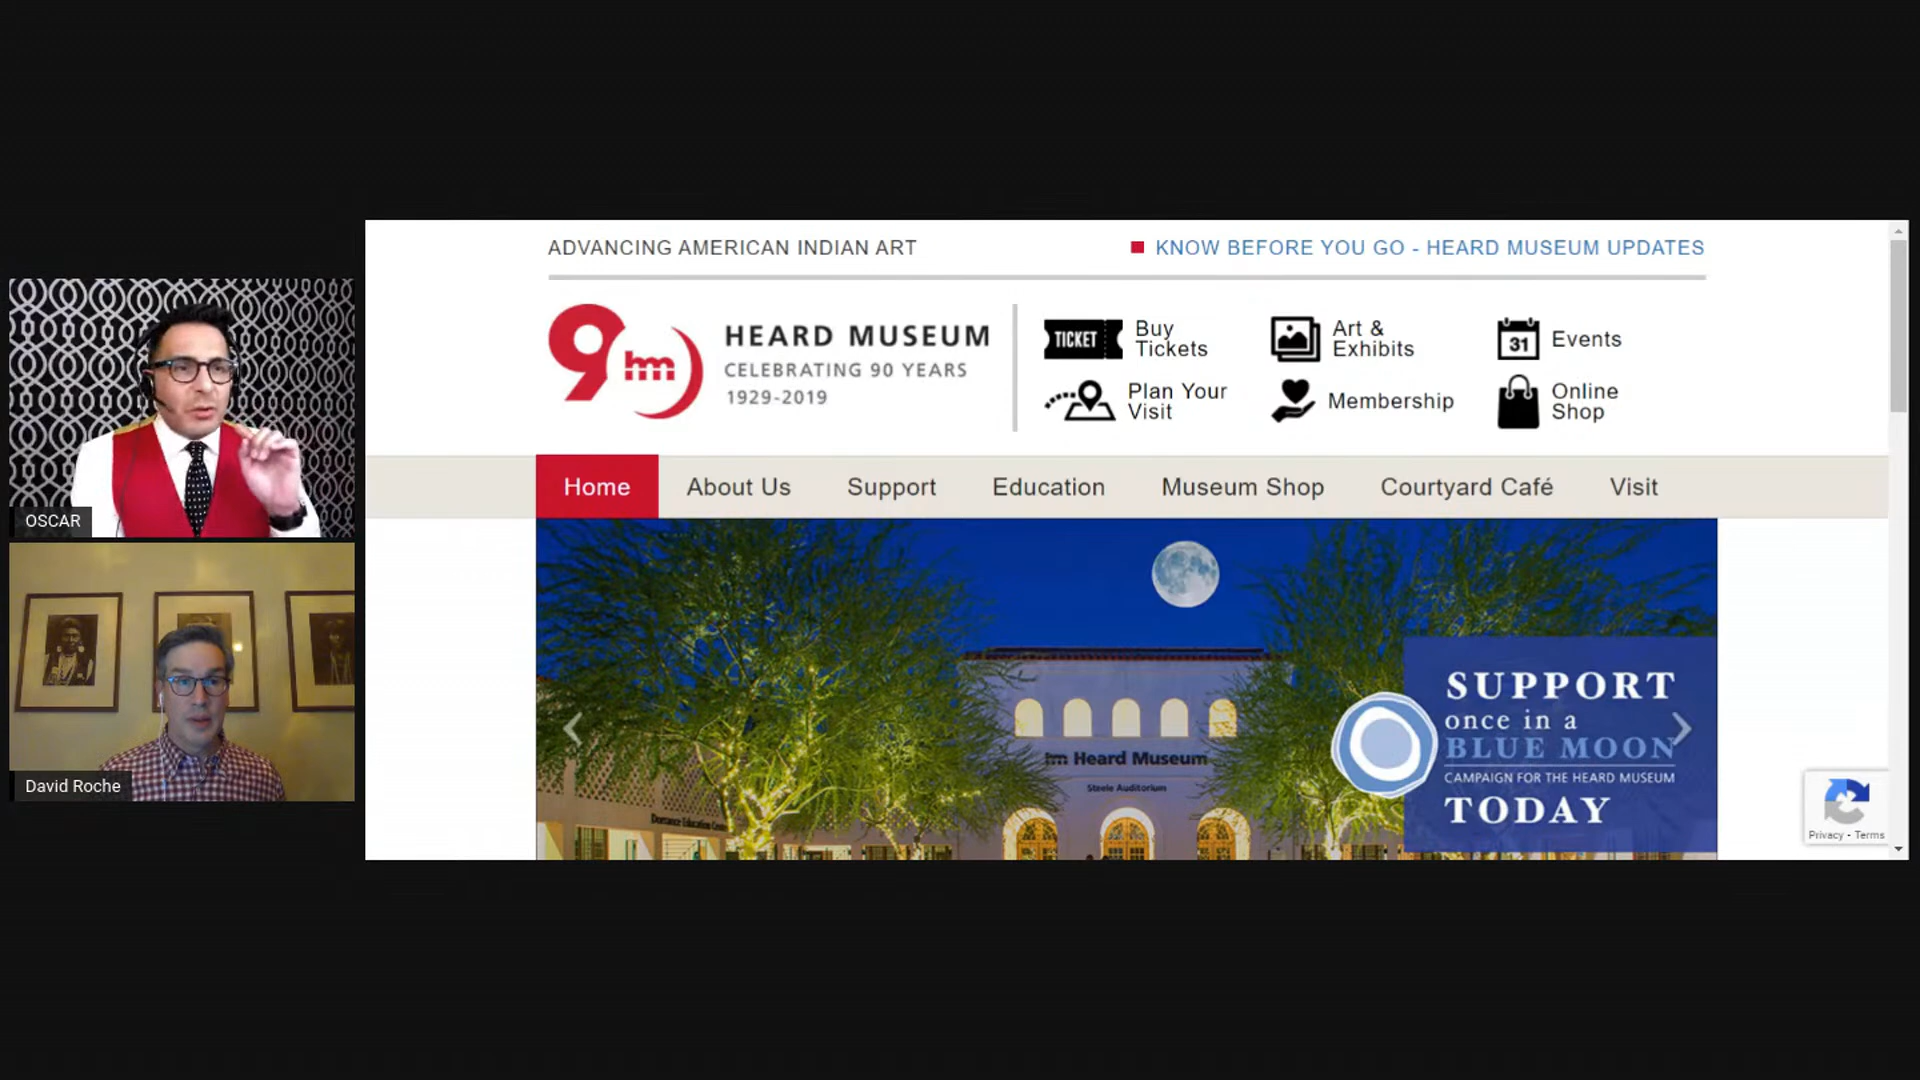 ADVANCING AMERICAN INDIAN ART
KNOW BEFORE YOU GO - HEARD MUSEUM UPDATES
9 hm
HEARD MUSEUM
CELEBRATING 90 YEARS
1929-2019
TICKET
Buy
Tickets
Art &
Exhibits
31
Events
Plan Your
Visit
Membership
Online
Shop
Home
About Us
Support
Education
Museum Shop
Courtyard Café
Visit
OSCAR
David Roche
hm Heard Museum
Steele Auditorium
Dorrance Education Center
SUPPORT
once in a
BLUE MOON
CAMPAIGN FOR THE HEARD MUSEUM
TODAY
Privacy - Terms